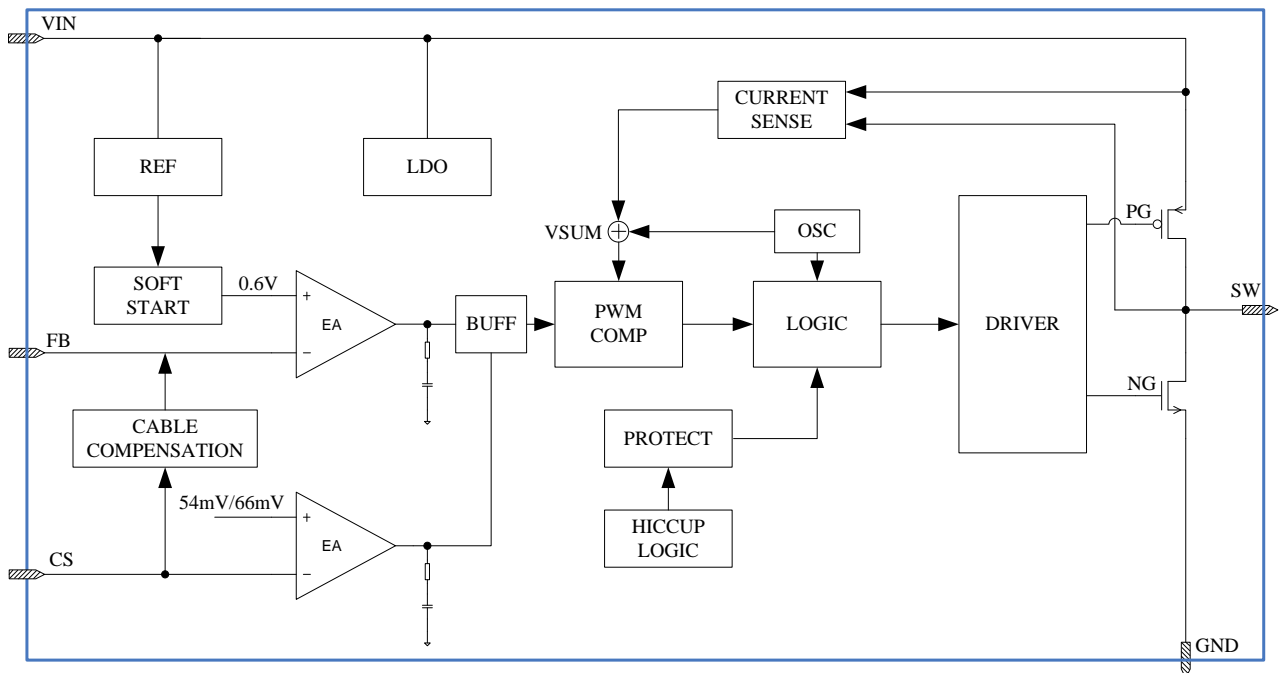 VIN
CURRENT
SENSE
REF
LDO
PG
VSUM
+
OSC
SOFT
START
0.6V
+
EA
−
BUFF
PWM
COMP
LOGIC
DRIVER
SW
FB
NG
CABLE
COMPENSATION
PROTECT
54mV/66mV
+
EA
−
HICCUP
LOGIC
CS
GND